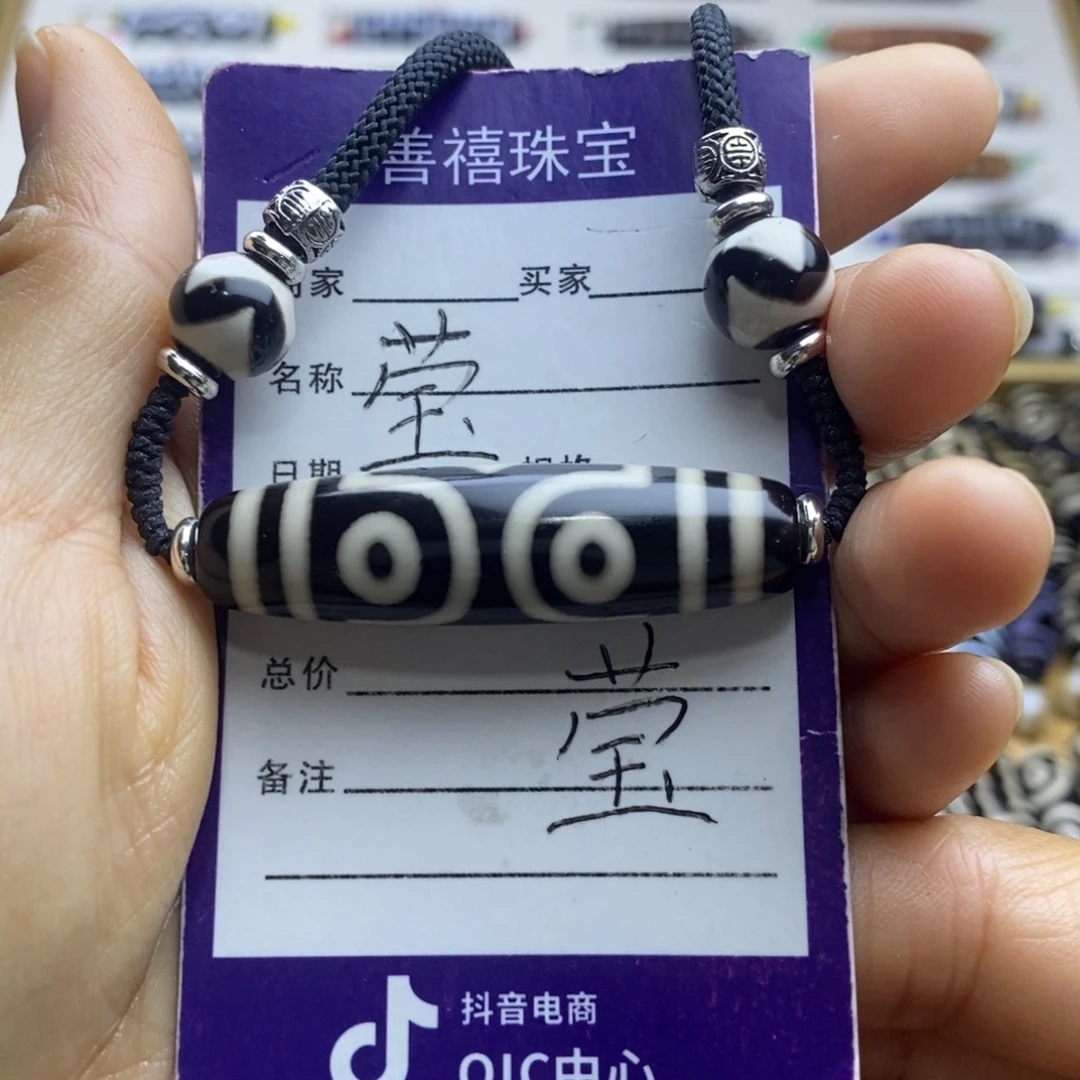 善禧珠宝
家 买家
名称 莹
日期
总价
备注 莹
抖音电商
QIC中心